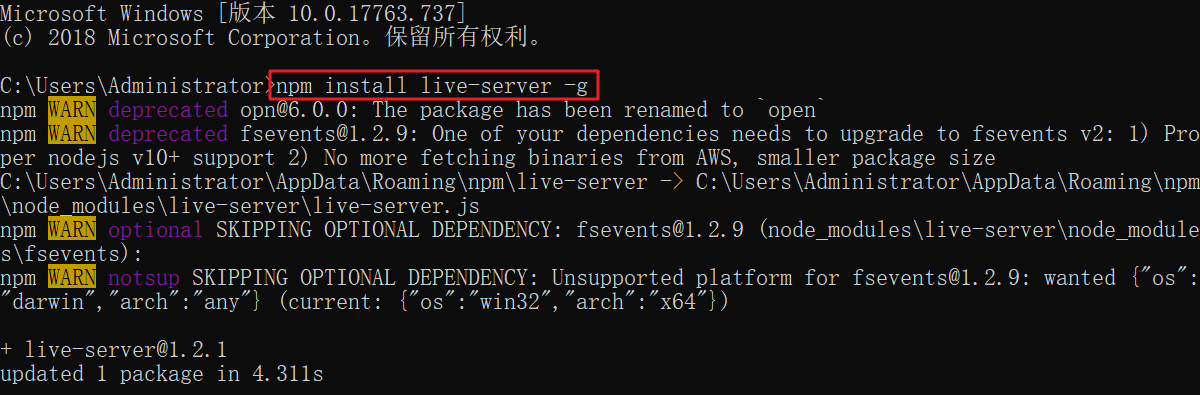 Microsoft Windows [版本 10.0.17763.737]
(c) 2018 Microsoft Corporation。保留所有权利。
C:\Users\Administrator>npm install live-server -g
npm WARN deprecated opn@6.0.0: The package has been renamed to `open`
npm WARN deprecated fsevents@1.2.9: One of your dependencies needs to upgrade to fsevents v2: 1) Pro
per nodejs v10+ support 2) No more fetching binaries from AWS, smaller package size
C:\Users\Administrator\AppData\Roaming\npm\live-server -> C:\Users\Administrator\AppData\Roaming\npm
\node_modules\live-server\live-server.js
npm WARN optional SKIPPING OPTIONAL DEPENDENCY: fsevents@1.2.9 (node_modules\live-server\node_module
s\fsevents):
npm WARN notsup SKIPPING OPTIONAL DEPENDENCY: Unsupported platform for fsevents@1.2.9: wanted {"os":
"darwin","arch":"any"} (current: {"os":"win32","arch":"x64"})
+ live-server@1.2.1
updated 1 package in 4.311s